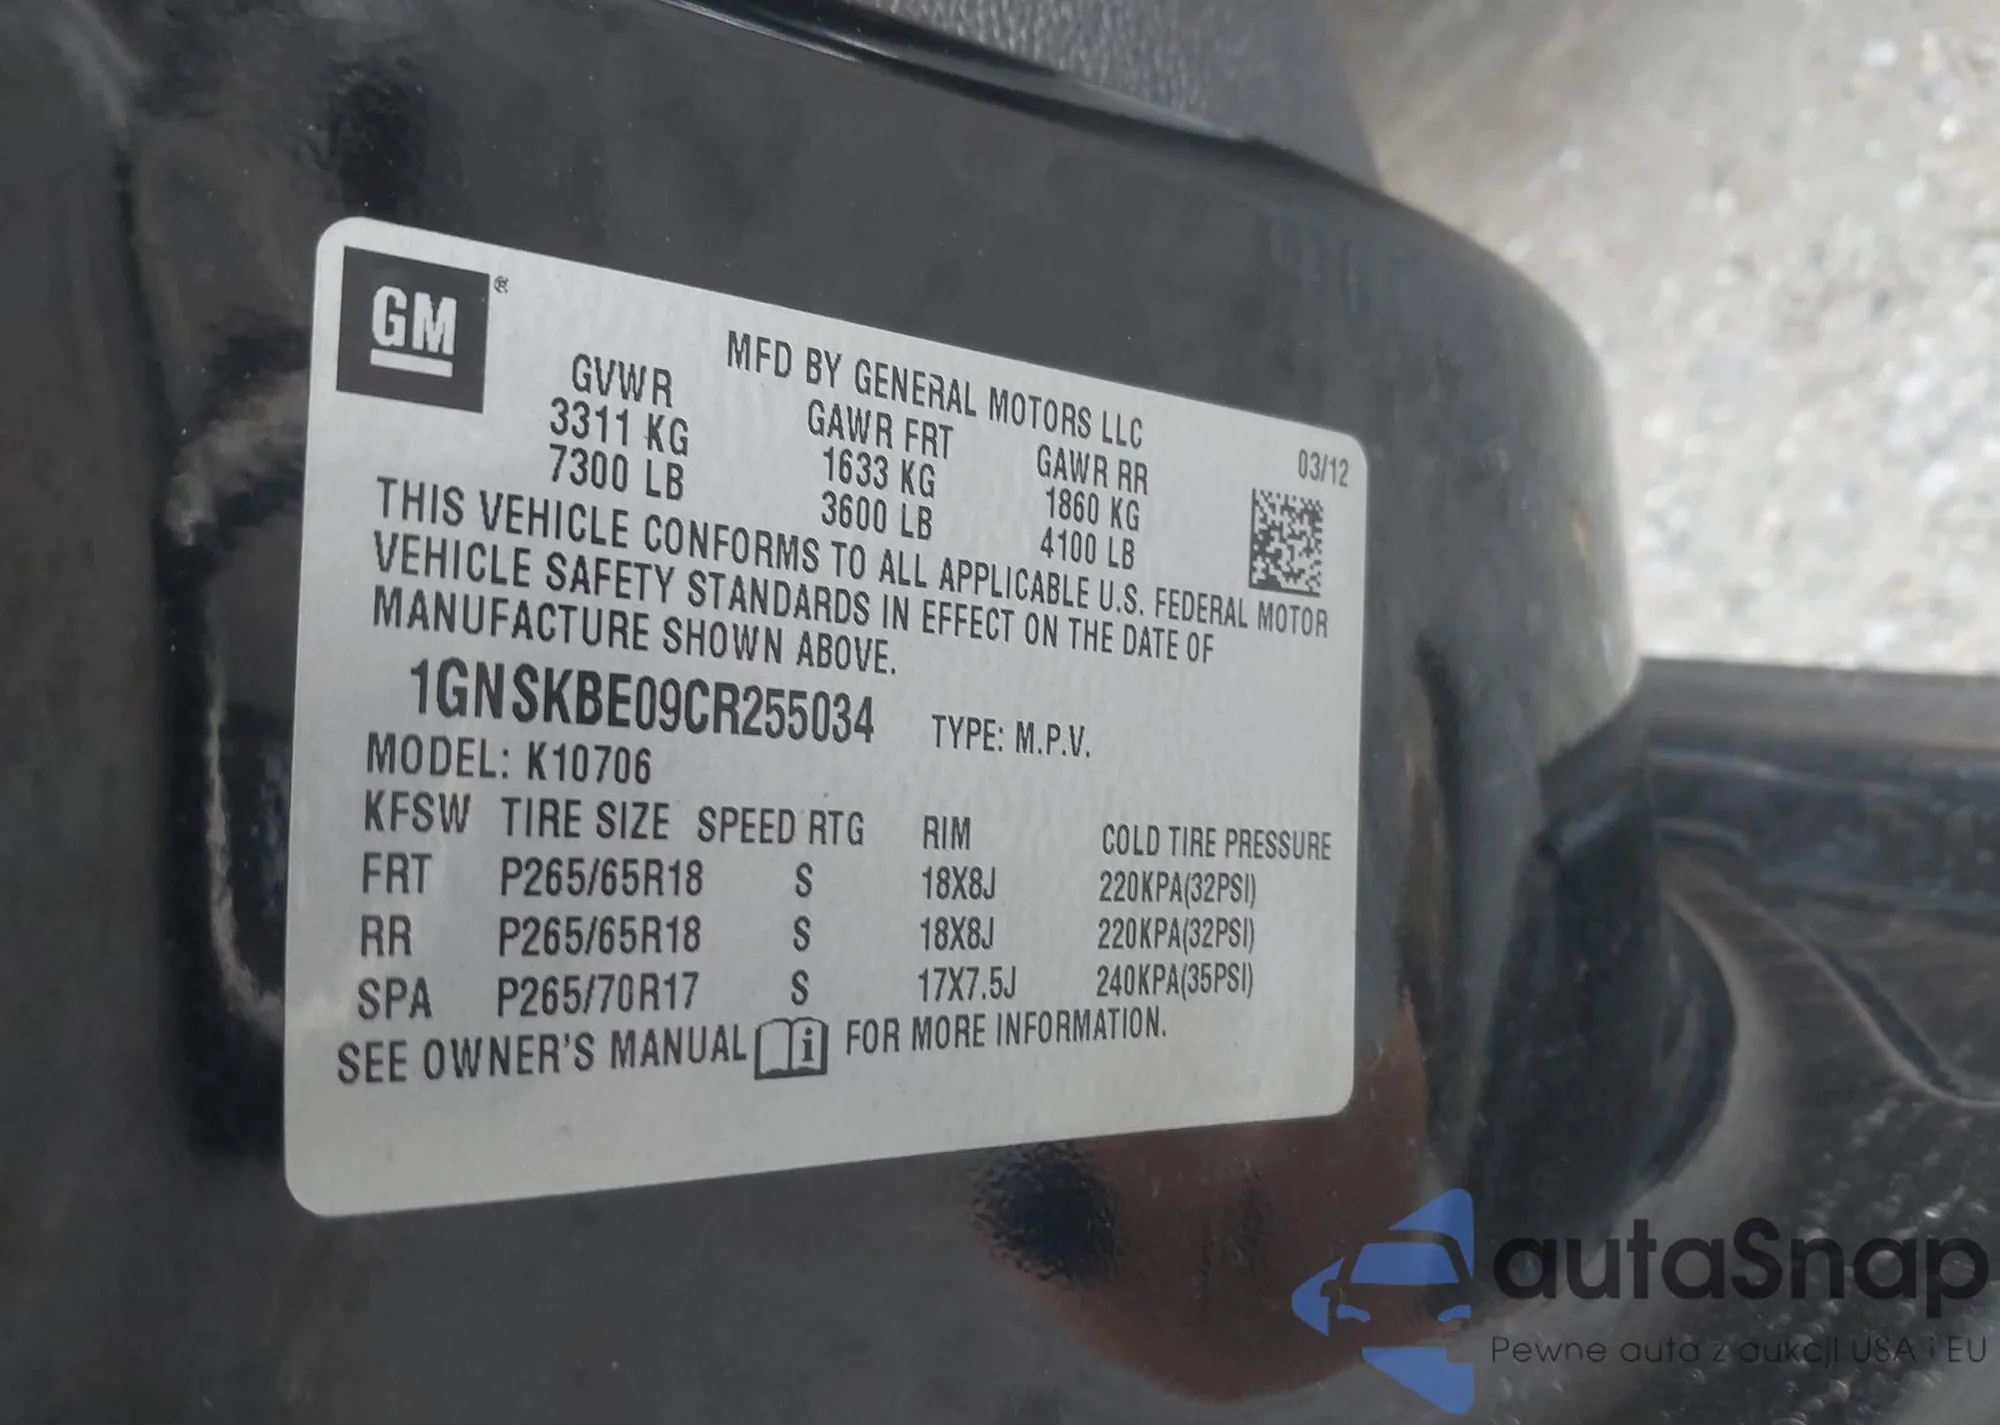 GM®
MFD BY GENERAL MOTORS LLC
03/12
GVWR GAWR FRT GAWR RR
3311 KG 1633 KG 1860 KG
7300 LB 3600 LB 4100 LB
THIS VEHICLE CONFORMS TO ALL APPLICABLE U.S. FEDERAL MOTOR
VEHICLE SAFETY STANDARDS IN EFFECT ON THE DATE OF
MANUFACTURE SHOWN ABOVE.
1GNSKBE09CR255034 TYPE: M.P.V.
MODEL: K10706
KFSW TIRE SIZE SPEED RTG RIM COLD TIRE PRESSURE
FRT P265/65R18 S 18X8J 220KPA(32PSI)
RR P265/65R18 S 18X8J 220KPA(32PSI)
SPA P265/70R17 S 17X7.5J 240KPA(35PSI)
SEE OWNER'S MANUAL i FOR MORE INFORMATION.
autaSnap
Pewne auta z aukcji USA i EU